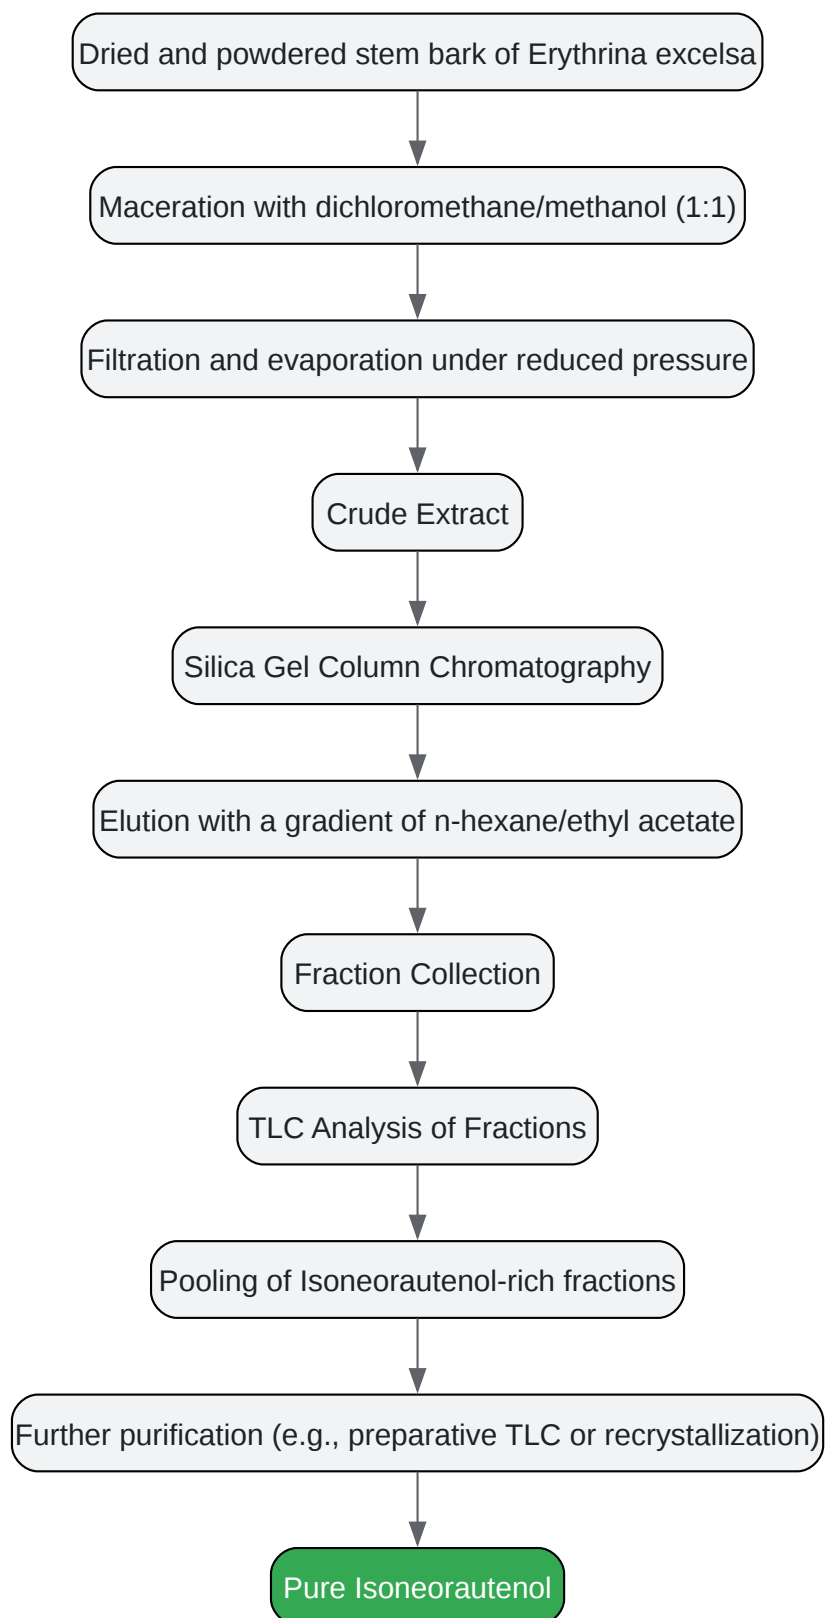 Dried and powdered stem bark of Erythrina excelsa
Maceration with dichloromethane/methanol (1:1)
Filtration and evaporation under reduced pressure
Crude Extract
Silica Gel Column Chromatography
Elution with a gradient of n-hexane/ethyl acetate
Fraction Collection
TLC Analysis of Fractions
Pooling of Isoneorautenol-rich fractions
Further purification (e.g., preparative TLC or recrystallization)
Pure Isoneorautenol